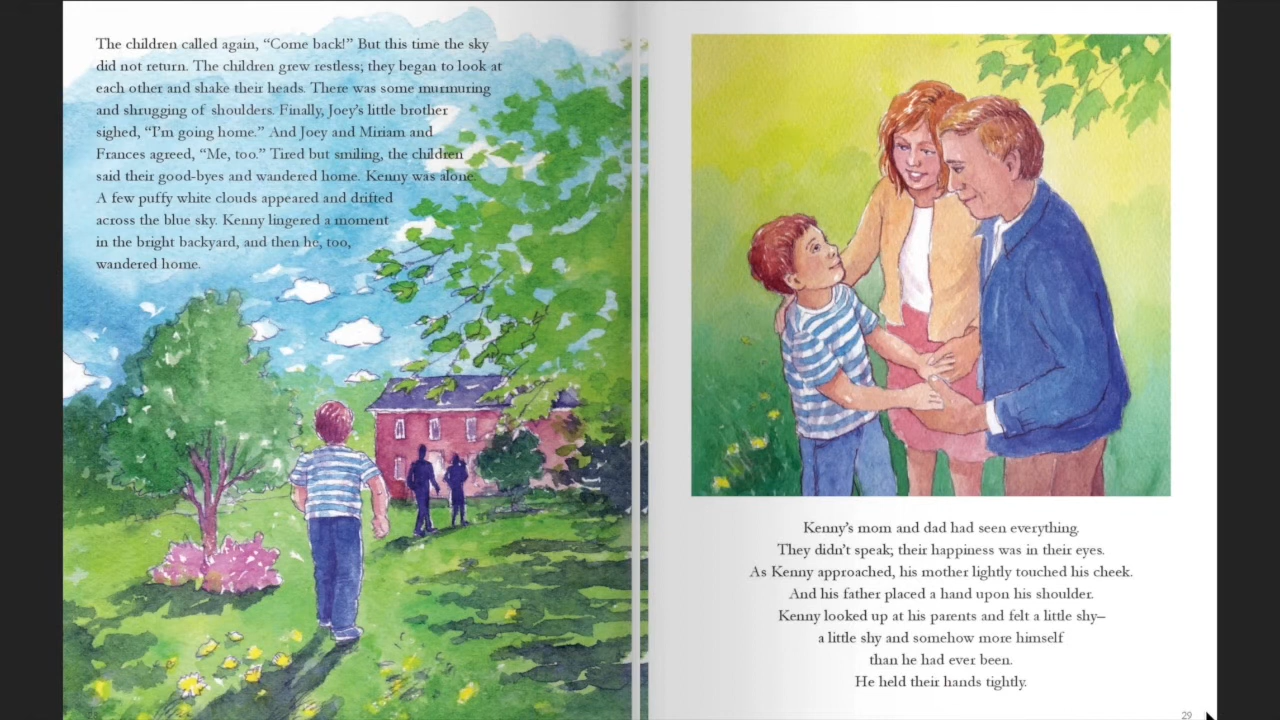 The children called again, “Come back!” But this time the sky
did not return. The children grew restless; they began to look at
each other and shake their heads. There was some murmuring
and shrugging of shoulders. Finally, Joey’s little brother
sighed, “I’m going home.” And Joey and Miriam and
Frances agreed, “Me, too.” Tired but smiling, the children
said their good-byes and wandered home. Kenny was alone.
A few puffy white clouds appeared and drifted
across the blue sky. Kenny lingered a moment
in the bright backyard, and then he, too,
wandered home.
Kenny’s mom and dad had seen everything.
They didn’t speak; their happiness was in their eyes.
As Kenny approached, his mother lightly touched his cheek.
And his father placed a hand upon his shoulder.
Kenny looked up at his parents and felt a little shy–
a little shy and somehow more himself
than he had ever been.
He held their hands tightly.
29